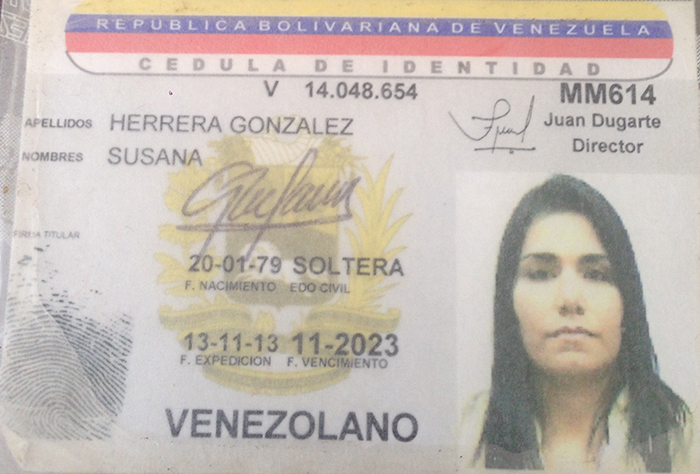 REPUBLICA BOLIVARIANA DE VENEZUELA
CEDULA DE IDENTIDAD
V 14.048.654
MM614
Juan Dugarte
Director
APELLIDOS HERRERA GONZALEZ
NOMBRES SUSANA
FIRMA TITULAR
20-01-79 SOLTERA
F. NACIMIENTO EDO CIVIL
13-11-13 11-2023
F. EXPEDICION F. VENCIMIENTO
VENEZOLANO